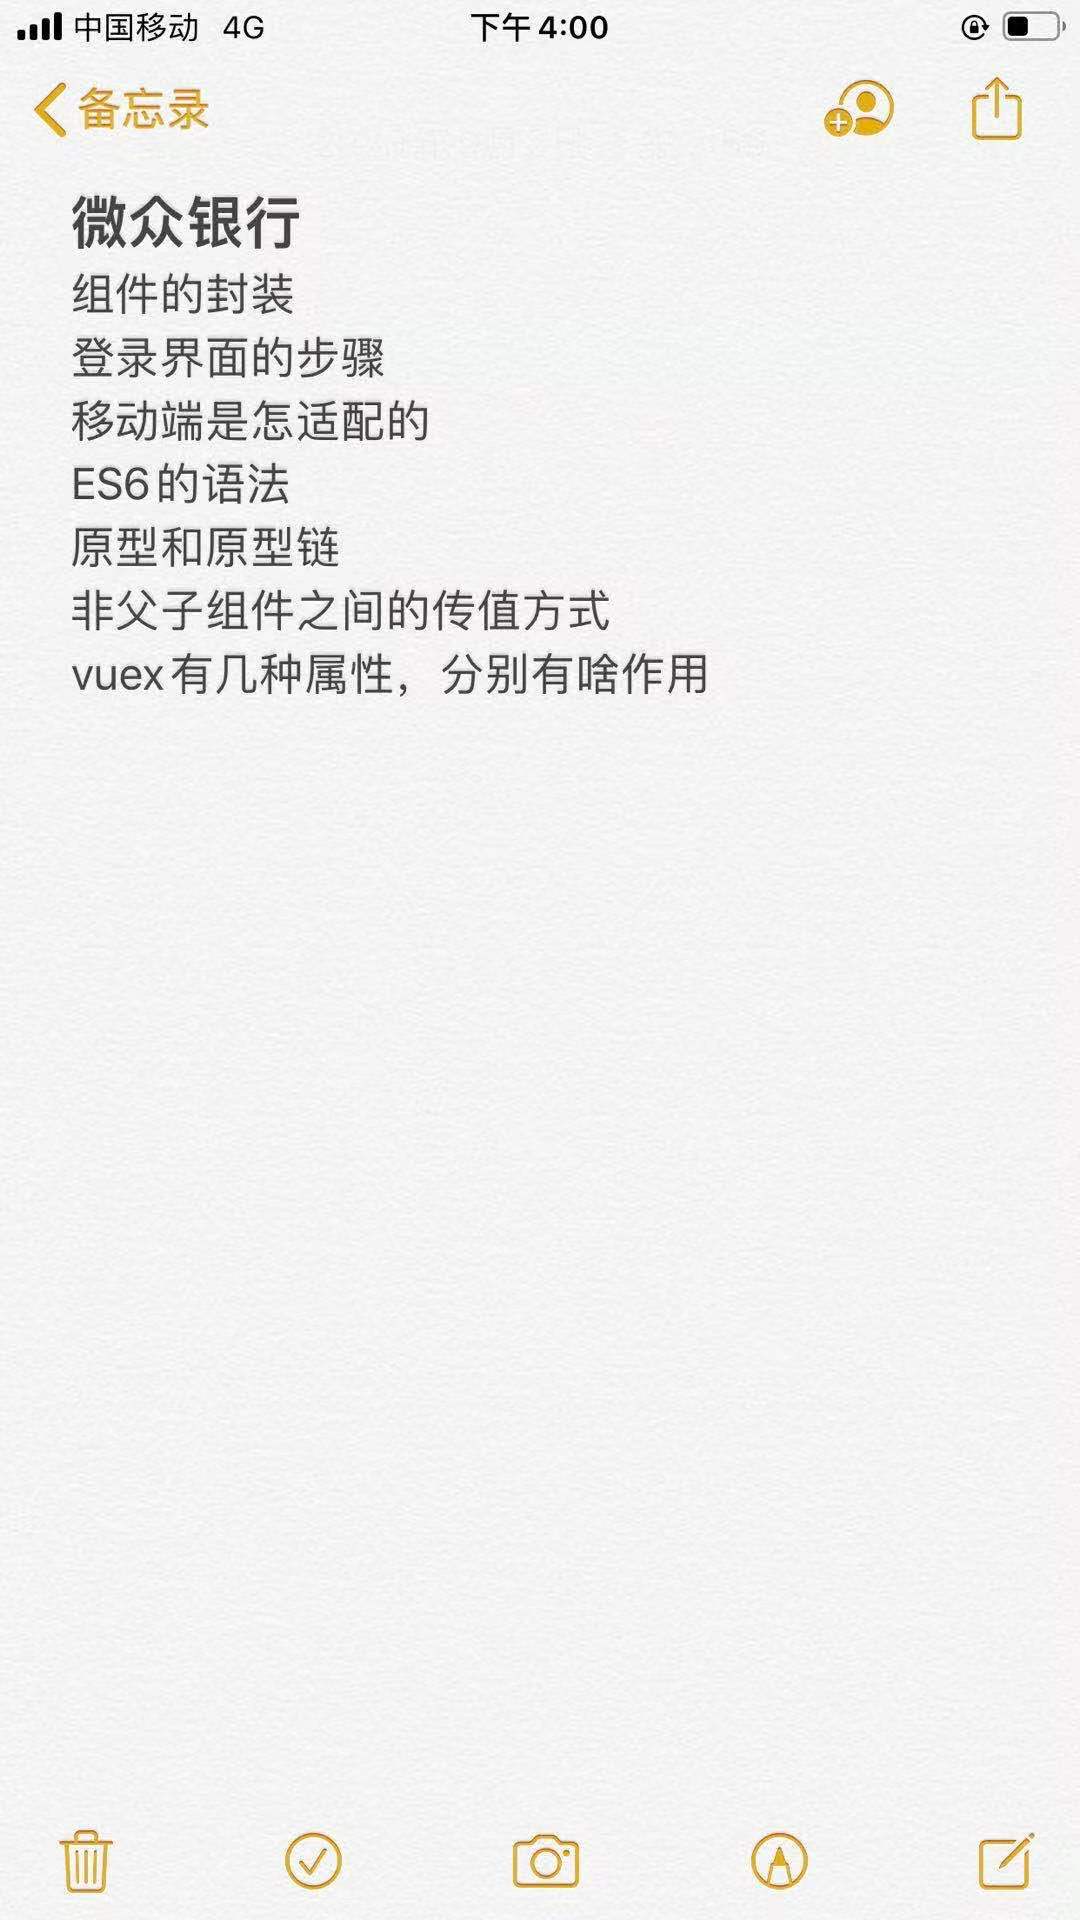 中国移动 4G 下午4:00
备忘录
微众银行
组件的封装
登录界面的步骤
移动端是怎适配的
ES6的语法
原型和原型链
非父子组件之间的传值方式
vuex有几种属性，分别有啥作用